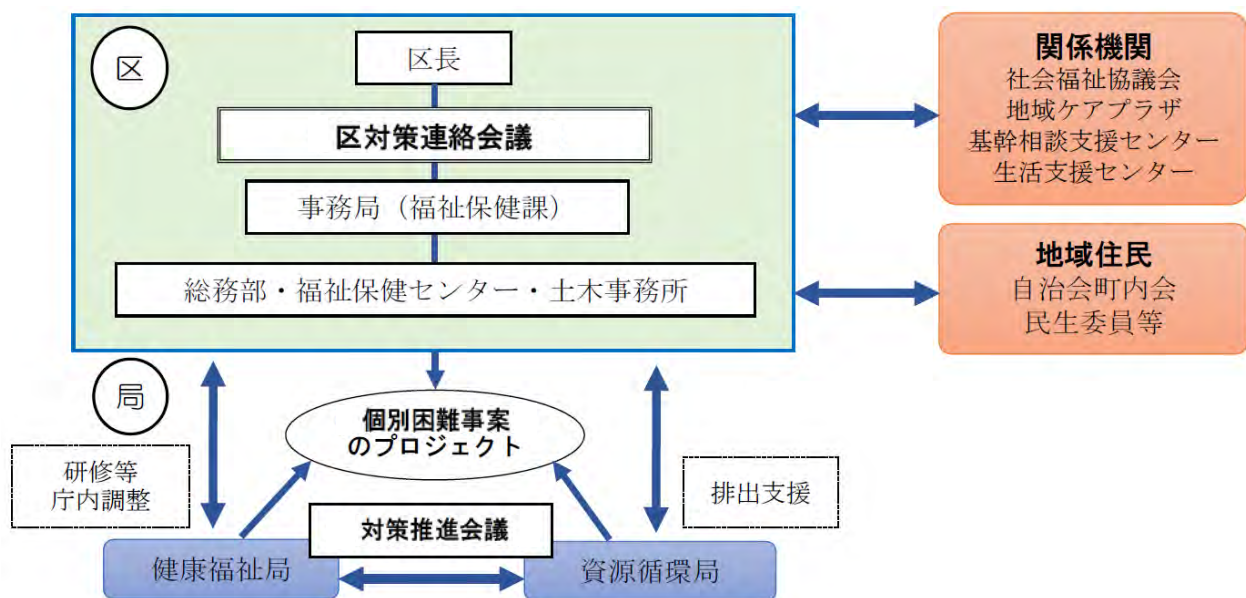 区
区長
区対策連絡会議
事務局（福祉保健課）
総務部・福祉保健センター・土木事務所
関係機関
社会福祉協議会
地域ケアプラザ
基幹相談支援センター
生活支援センター
地域住民
自治会町内会
民生委員等
局
個別困難事案
のプロジェクト
研修等
庁内調整
排出支援
対策推進会議
健康福祉局
資源循環局